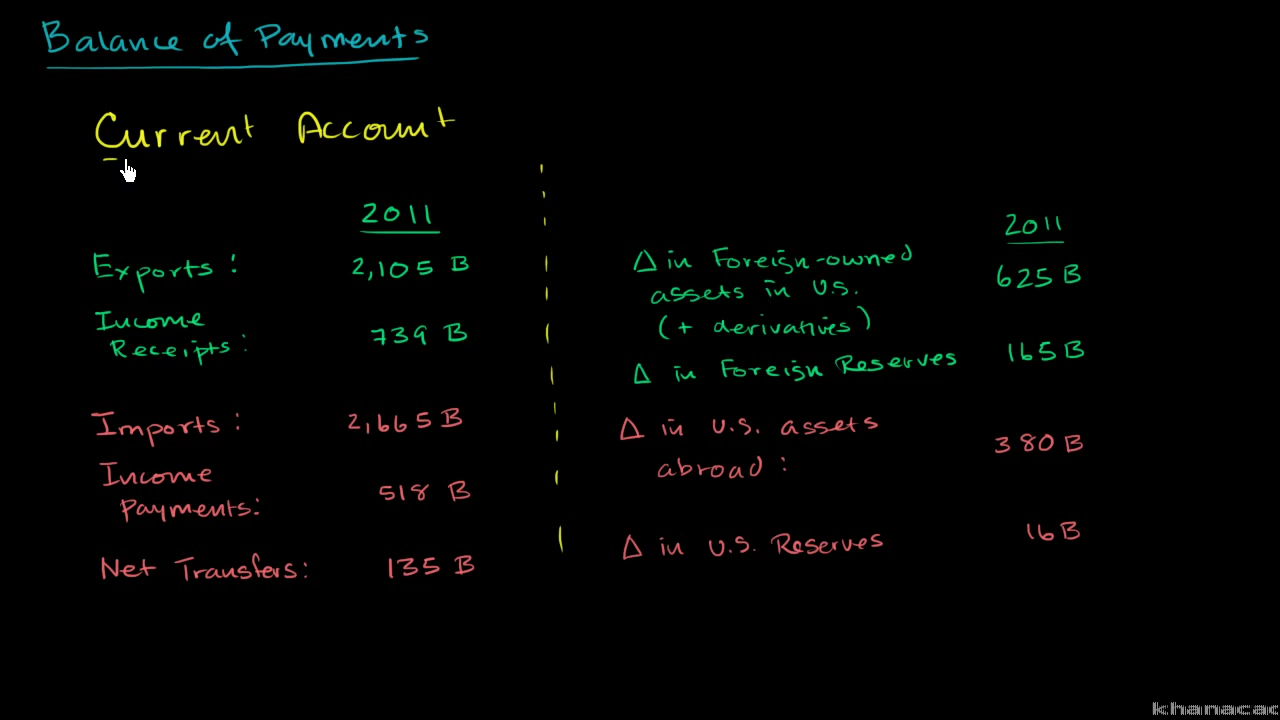 Balance of Payments
Current Account
2011
Exports: 2,105 B
Income
Receipts: 739 B
Imports: 2,665 B
Income
Payments: 518 B
Net Transfers: 135 B
2011
Δ in Foreign-owned
assets in U.S. 625 B
(+ derivatives)
Δ in Foreign Reserves 165 B
Δ in U.S. assets
abroad: 380 B
Δ in U.S. Reserves 16 B
khanacac